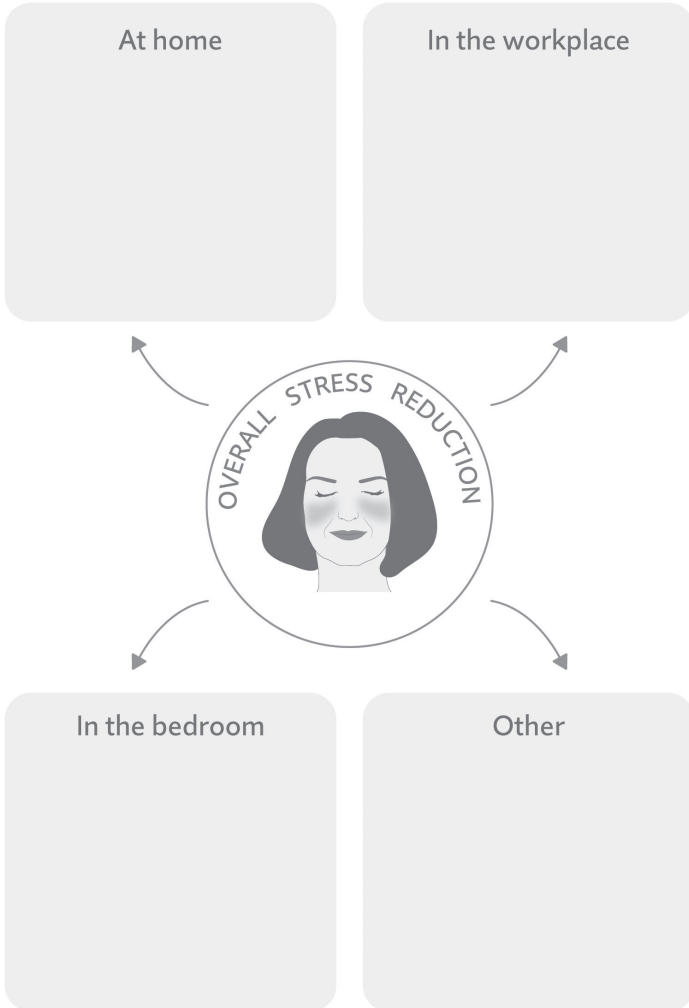 At home
In the workplace
OVERALL STRESS REDUCTION
In the bedroom
Other